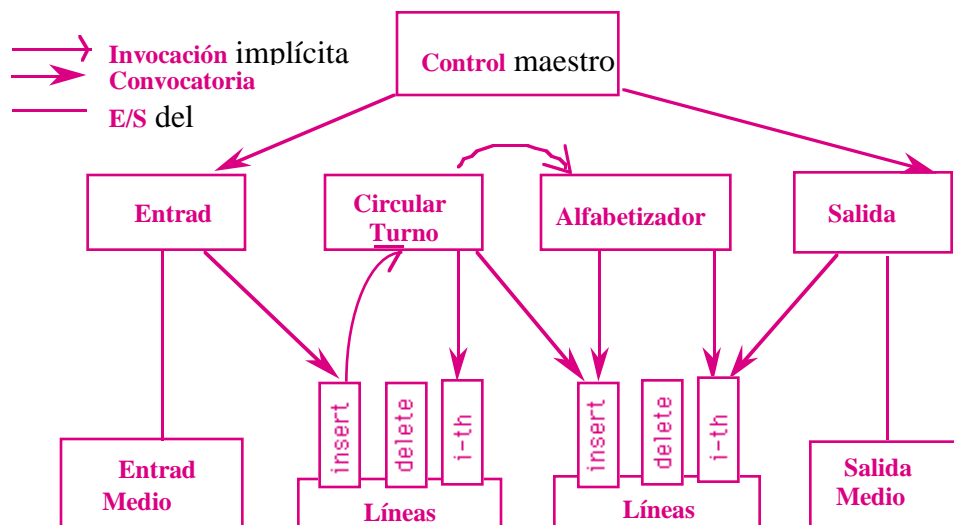 Invocación implícita
Convocatoria
E/S del
Control maestro
Entrad
Circular
Turno
Alfabetizador
Salida
insert
delete
i-th
insert
delete
i-th
Entrad
Medio
Líneas
Líneas
Salida
Medio